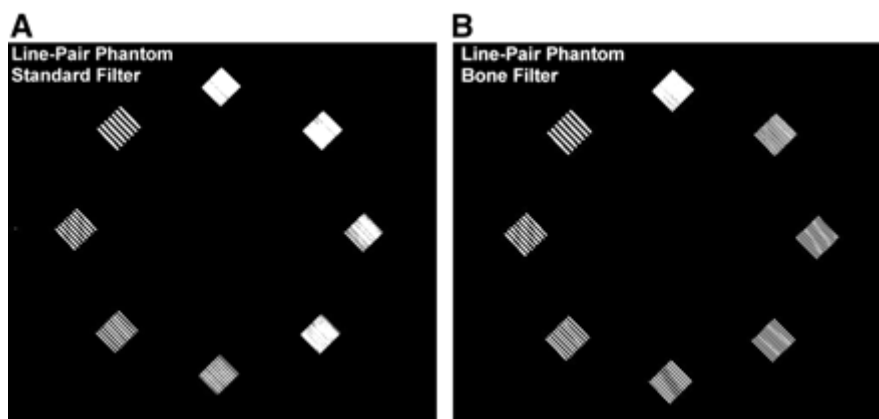 A
Line-Pair Phantom
Standard Filter
B
Line-Pair Phantom
Bone Filter